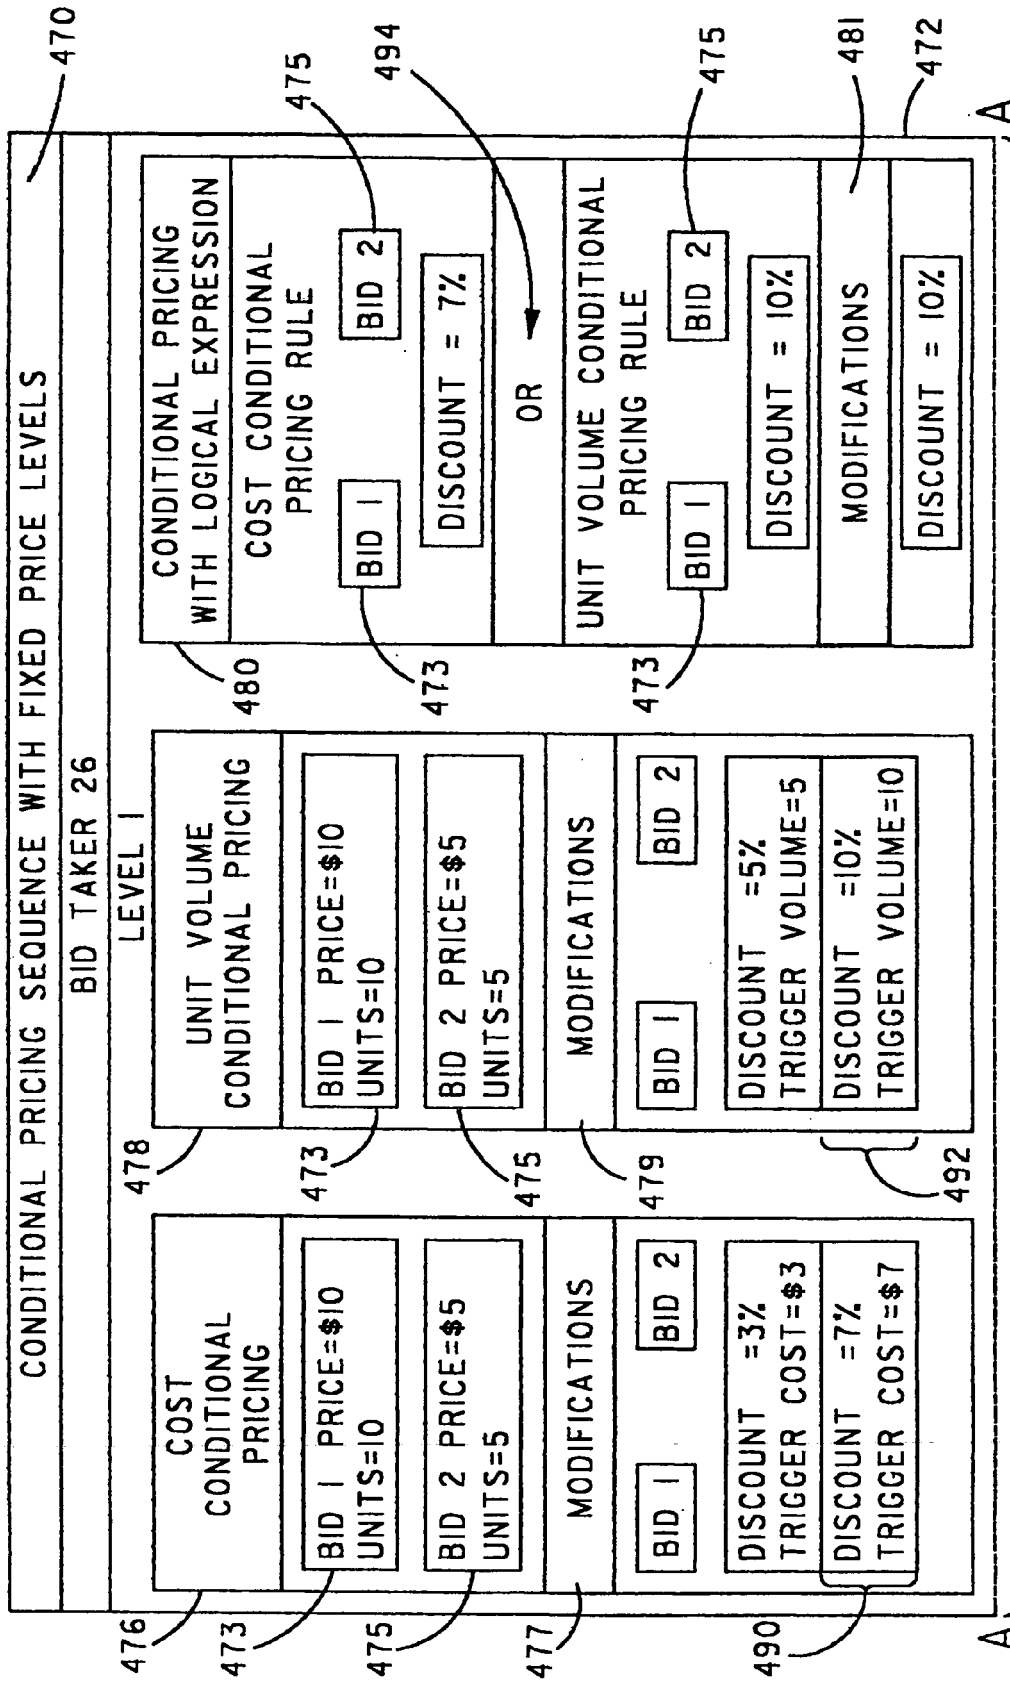 CONDITIONAL PRICING SEQUENCE WITH FIXED PRICE LEVELS
470
BID TAKER 26
LEVEL 1
472
476
COST
CONDITIONAL
PRICING
473
BID 1 PRICE=$10
UNITS=10
475
BID 2 PRICE=$5
UNITS=5
477
MODIFICATIONS
BID 1
BID 2
DISCOUNT =3%
TRIGGER COST=$3
490
DISCOUNT =7%
TRIGGER COST=$7
478
UNIT VOLUME
CONDITIONAL PRICING
473
BID 1 PRICE=$10
UNITS=10
475
BID 2 PRICE=$5
UNITS=5
479
MODIFICATIONS
BID 1
BID 2
DISCOUNT =5%
TRIGGER VOLUME=5
492
DISCOUNT =10%
TRIGGER VOLUME=10
480
CONDITIONAL PRICING
WITH LOGICAL EXPRESSION
COST CONDITIONAL
PRICING RULE
473
BID 1
BID 2
475
DISCOUNT = 7%
OR
494
UNIT VOLUME CONDITIONAL
PRICING RULE
473
BID 1
BID 2
475
DISCOUNT = 10%
MODIFICATIONS
481
DISCOUNT = 10%
A
A